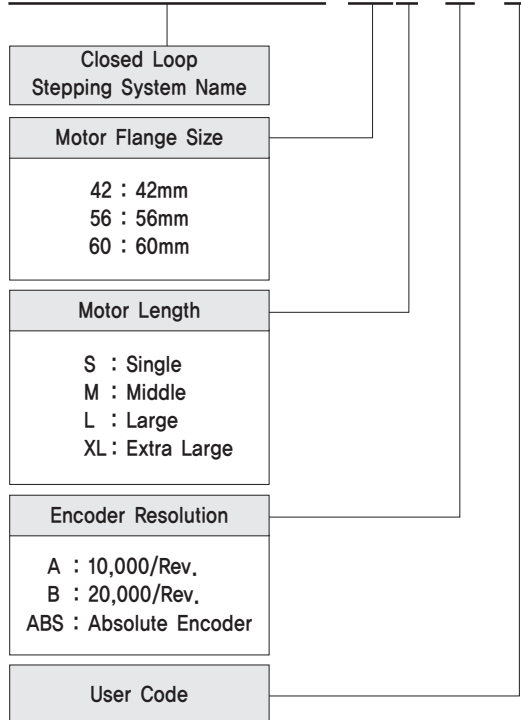 Closed Loop
Stepping System Name
Motor Flange Size
42 : 42mm
56 : 56mm
60 : 60mm
Motor Length
S : Single
M : Middle
L : Large
XL : Extra Large
Encoder Resolution
A : 10,000/Rev.
B : 20,000/Rev.
ABS : Absolute Encoder
User Code